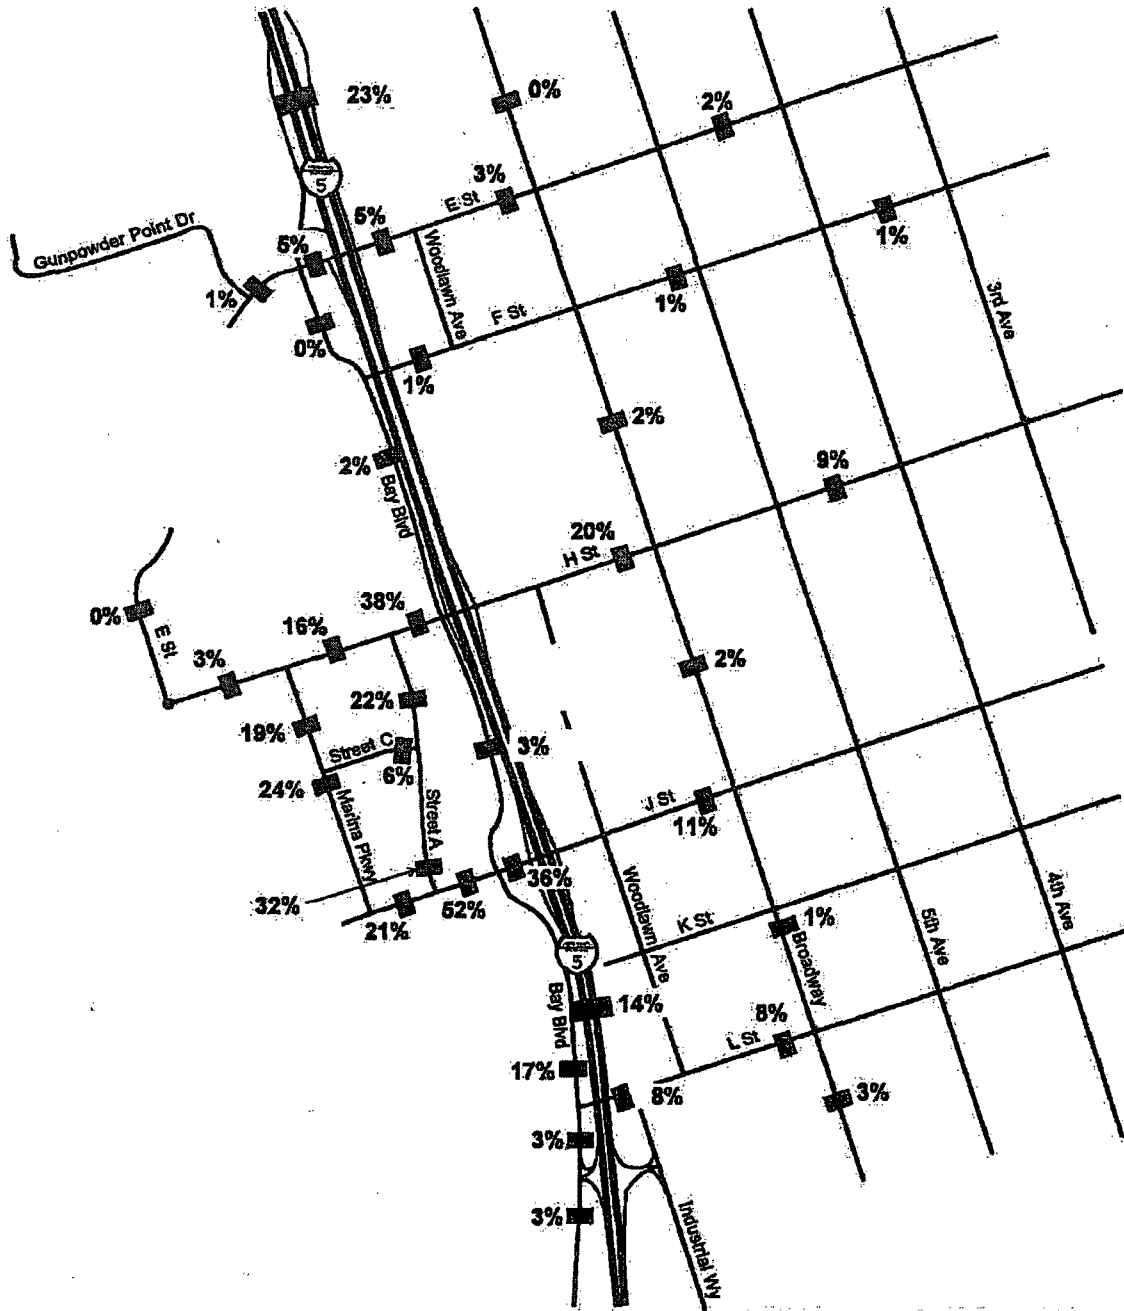 23%
0%
2%
5
3%
E St
5%
Gunpowder Point Dr
5%
Woodlawn Ave
1%
1%
1%
F St
3rd Ave
0%
1%
2%
2%
9%
Bay Blvd
20%
H St
38%
0%
16%
E St
3%
2%
22%
19%
Street C
3%
6%
24%
Marina Pkwy
Street A
J St
11%
36%
32%
52%
21%
Woodlawn Ave
K St
1%
Broadway
5th Ave
4th Ave
5
Bay Blvd
14%
8%
L St
17%
8%
3%
3%
3%
Industrial Wy